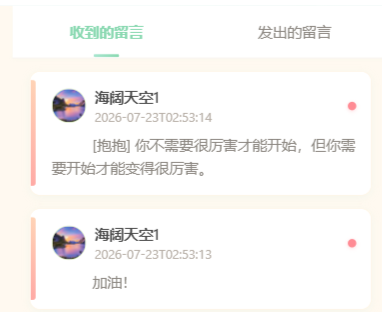 收到的留言 发出的留言
海阔天空1
2026-07-23T02:53:14
[抱抱] 你不需要很厉害才能开始，但你需
要开始才能变得很厉害。
海阔天空1
2026-07-23T02:53:13
加油！